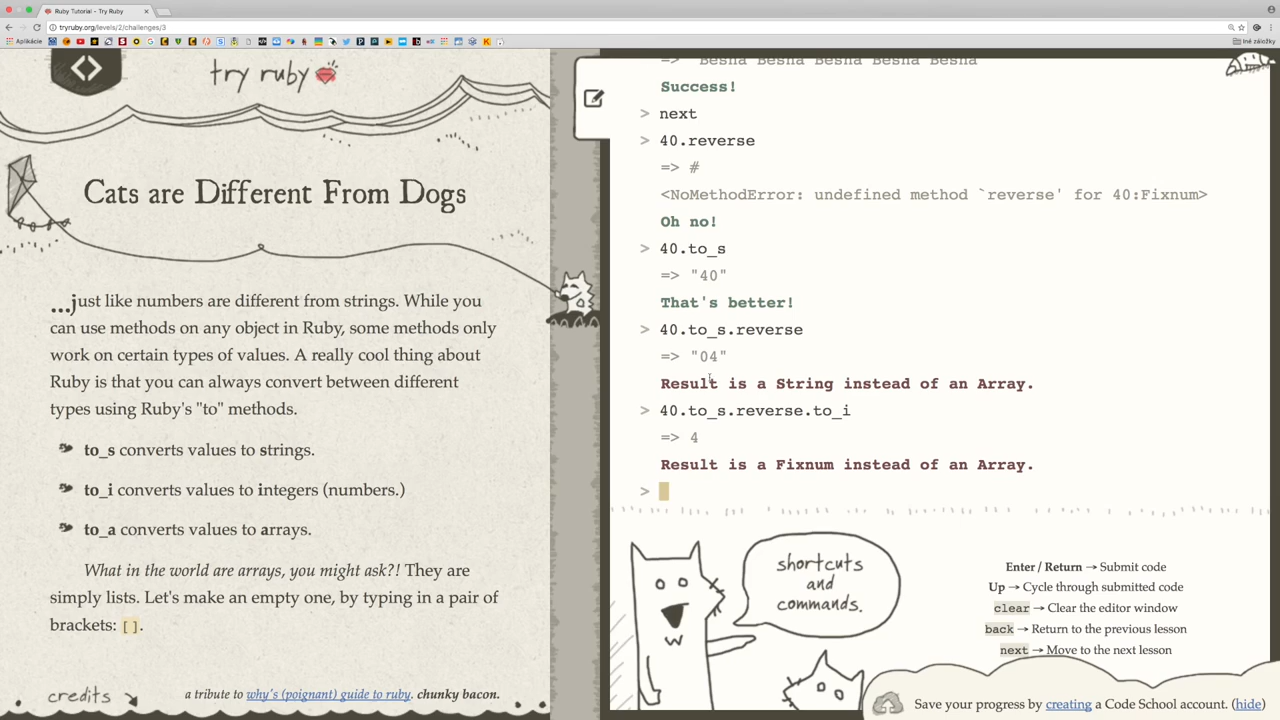 Ruby Tutorial - Try Ruby
tryruby.org/levels/2/challenges/3
Aplikácie
Iné záložky
try ruby
Cats are Different From Dogs
...just like numbers are different from strings. While you
can use methods on any object in Ruby, some methods only
work on certain types of values. A really cool thing about
Ruby is that you can always convert between different
types using Ruby's "to" methods.
to_s converts values to strings.
to_i converts values to integers (numbers.)
to_a converts values to arrays.
What in the world are arrays, you might ask?! They are
simply lists. Let's make an empty one, by typing in a pair of
brackets: [].
credits
a tribute to why's (poignant) guide to ruby. chunky bacon.
=> "Besna Besna Besna Besna Besna
Success!
> next
> 40.reverse
=> #
<NoMethodError: undefined method `reverse' for 40:Fixnum>
Oh no!
> 40.to_s
=> "40"
That's better!
> 40.to_s.reverse
=> "04"
Result is a String instead of an Array.
> 40.to_s.reverse.to_i
=> 4
Result is a Fixnum instead of an Array.
>
shortcuts
and
commands.
Enter / Return → Submit code
Up → Cycle through submitted code
clear → Clear the editor window
back → Return to the previous lesson
next → Move to the next lesson
Save your progress by creating a Code School account. (hide)